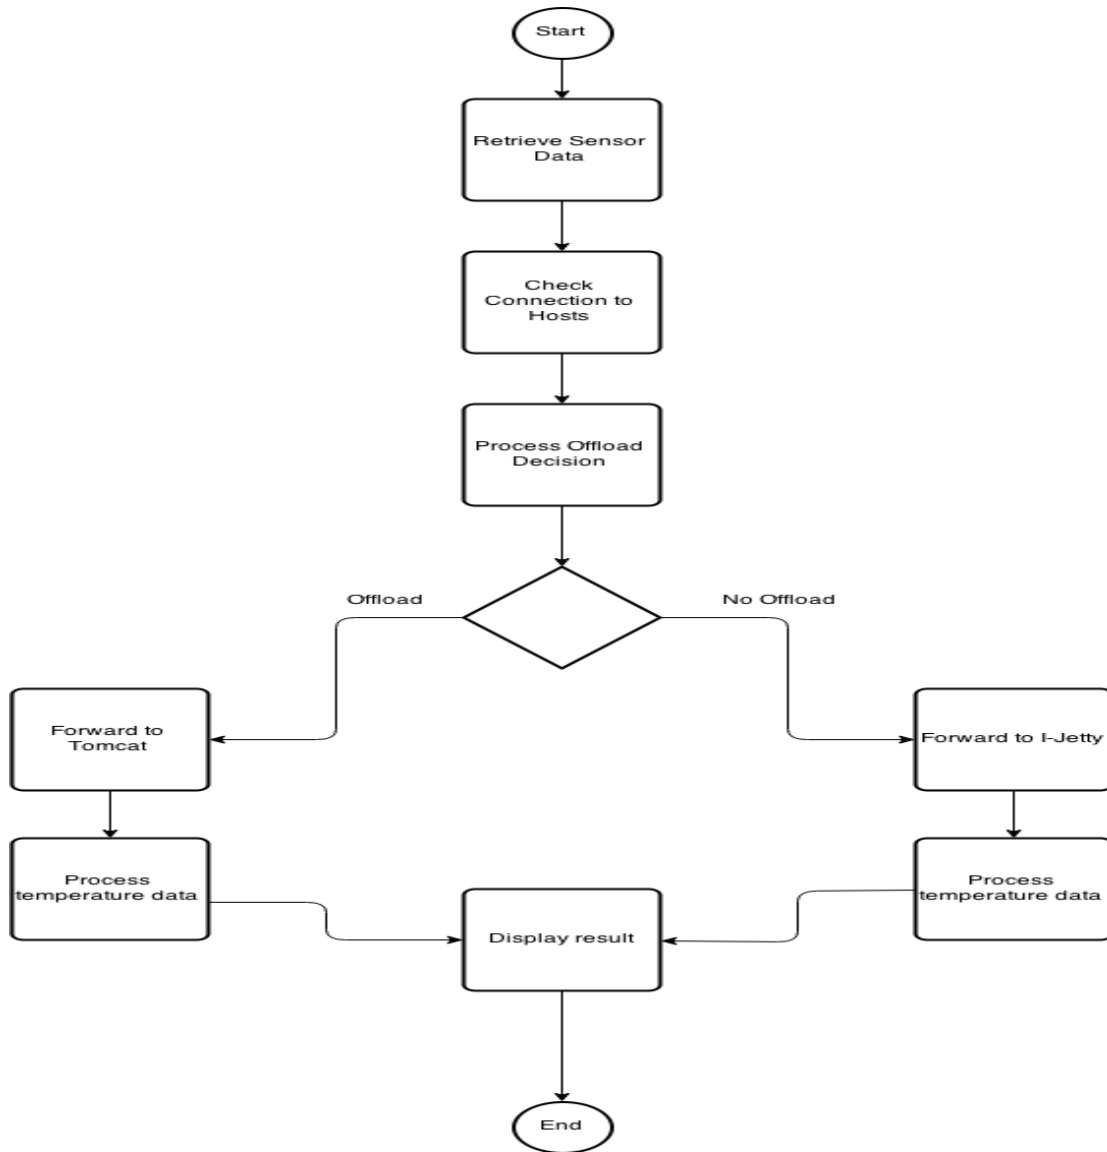 Start
Retrieve Sensor
Data
Check
Connection to
Hosts
Process Offload
Decision
Offload
No Offload
Forward to
Tomcat
Forward to I-Jetty
Process
temperature data
Process
temperature data
Display result
End